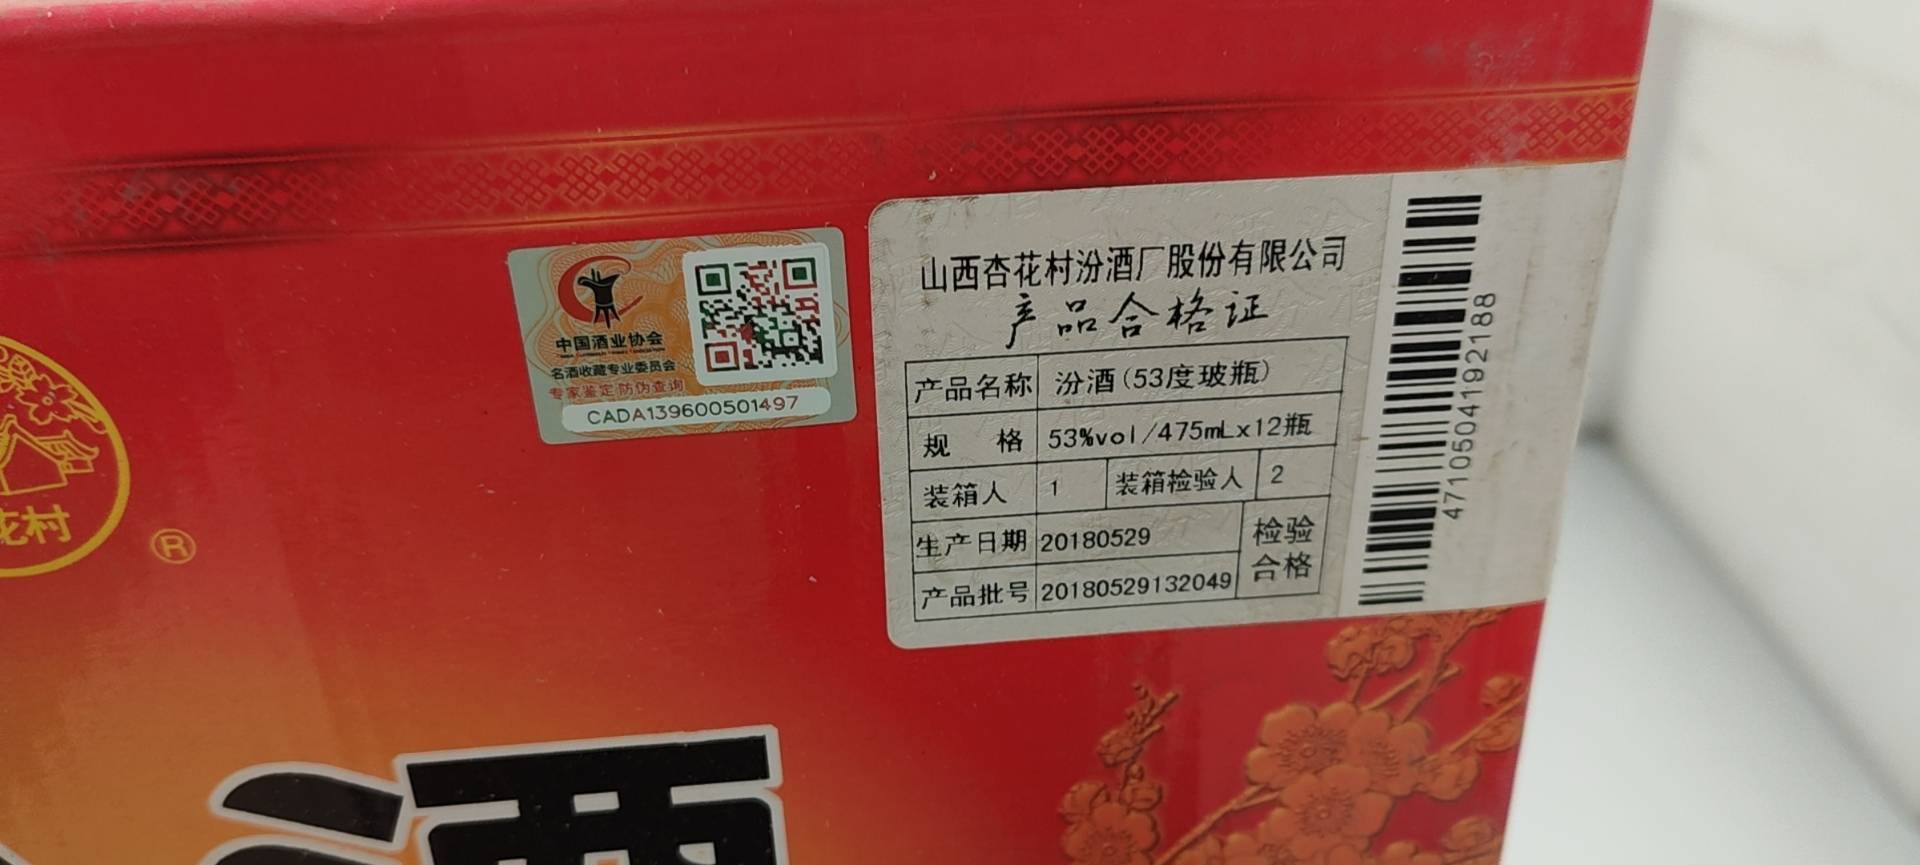 花村
®
中国酒业协会
名酒收藏专业委员会
专家鉴定 防伪查询
CADA139600501497
山西杏花村汾酒厂股份有限公司
产品合格证
产品名称 汾酒(53度玻瓶)
规 格 53%vol/475mLx12瓶
装箱人 1 装箱检验人 2
生产日期 20180529 检验
产品批号 20180529132049 合格
4710504192188
酒